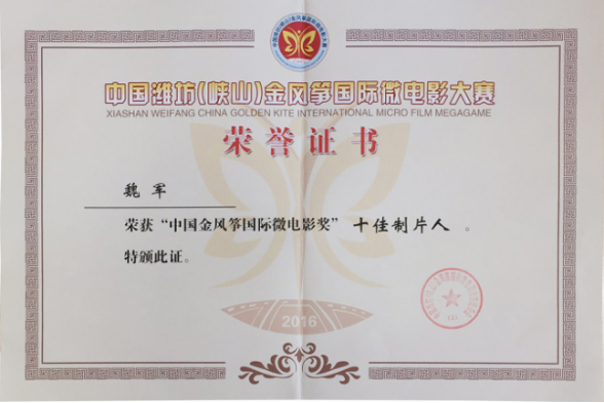 中国潍坊(峡山)金风筝国际微电影大赛
XIASHAN WEIFANG CHINA GOLDEN KITE INTERNATIONAL MICRO FILM MEGAGAME
荣誉证书
魏军
荣获“中国金风筝国际微电影奖”十佳制片人。
特颁此证。
2016